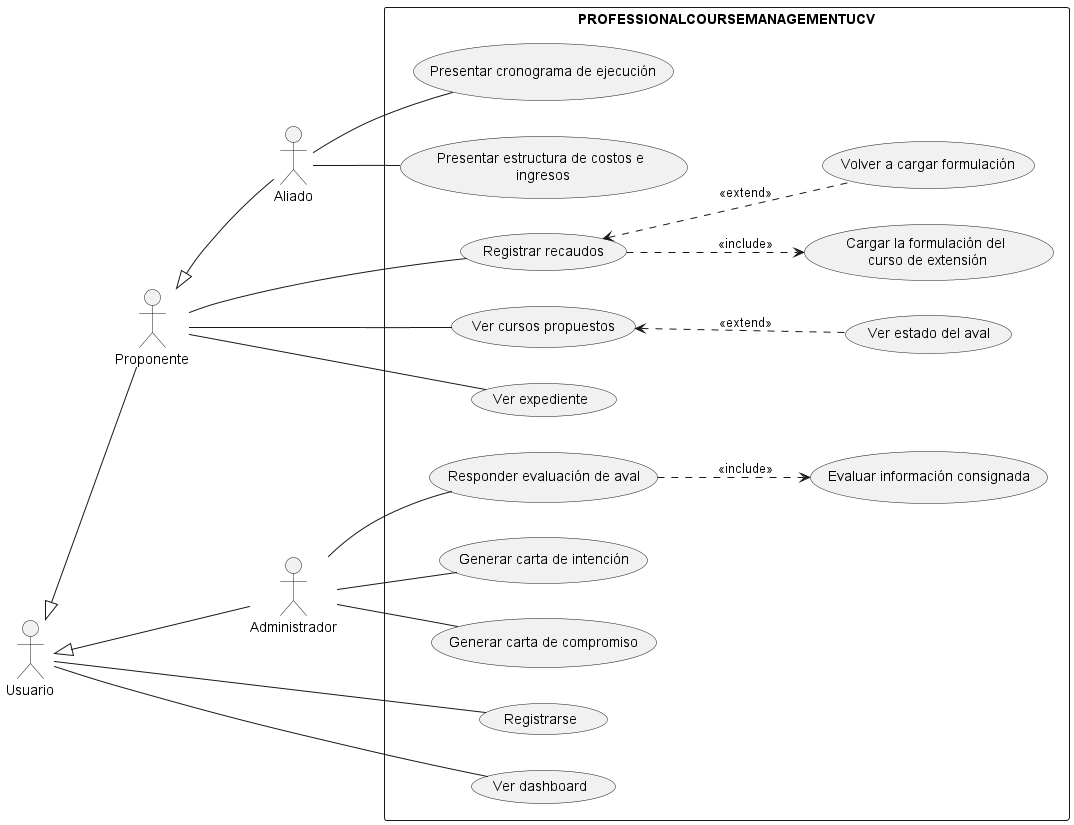 PROFESSIONALCOURSEMANAGEMENTUCV
Presentar cronograma de ejecución
Aliado
Presentar estructura de costos e
ingresos
Volver a cargar formulación
«extend»
Registrar recaudos
«include»
Cargar la formulación del
curso de extensión
Proponente
Ver cursos propuestos
«extend»
Ver estado del aval
Ver expediente
Responder evaluación de aval
«include»
Evaluar información consignada
Generar carta de intención
Administrador
Generar carta de compromiso
Usuario
Registrarse
Ver dashboard